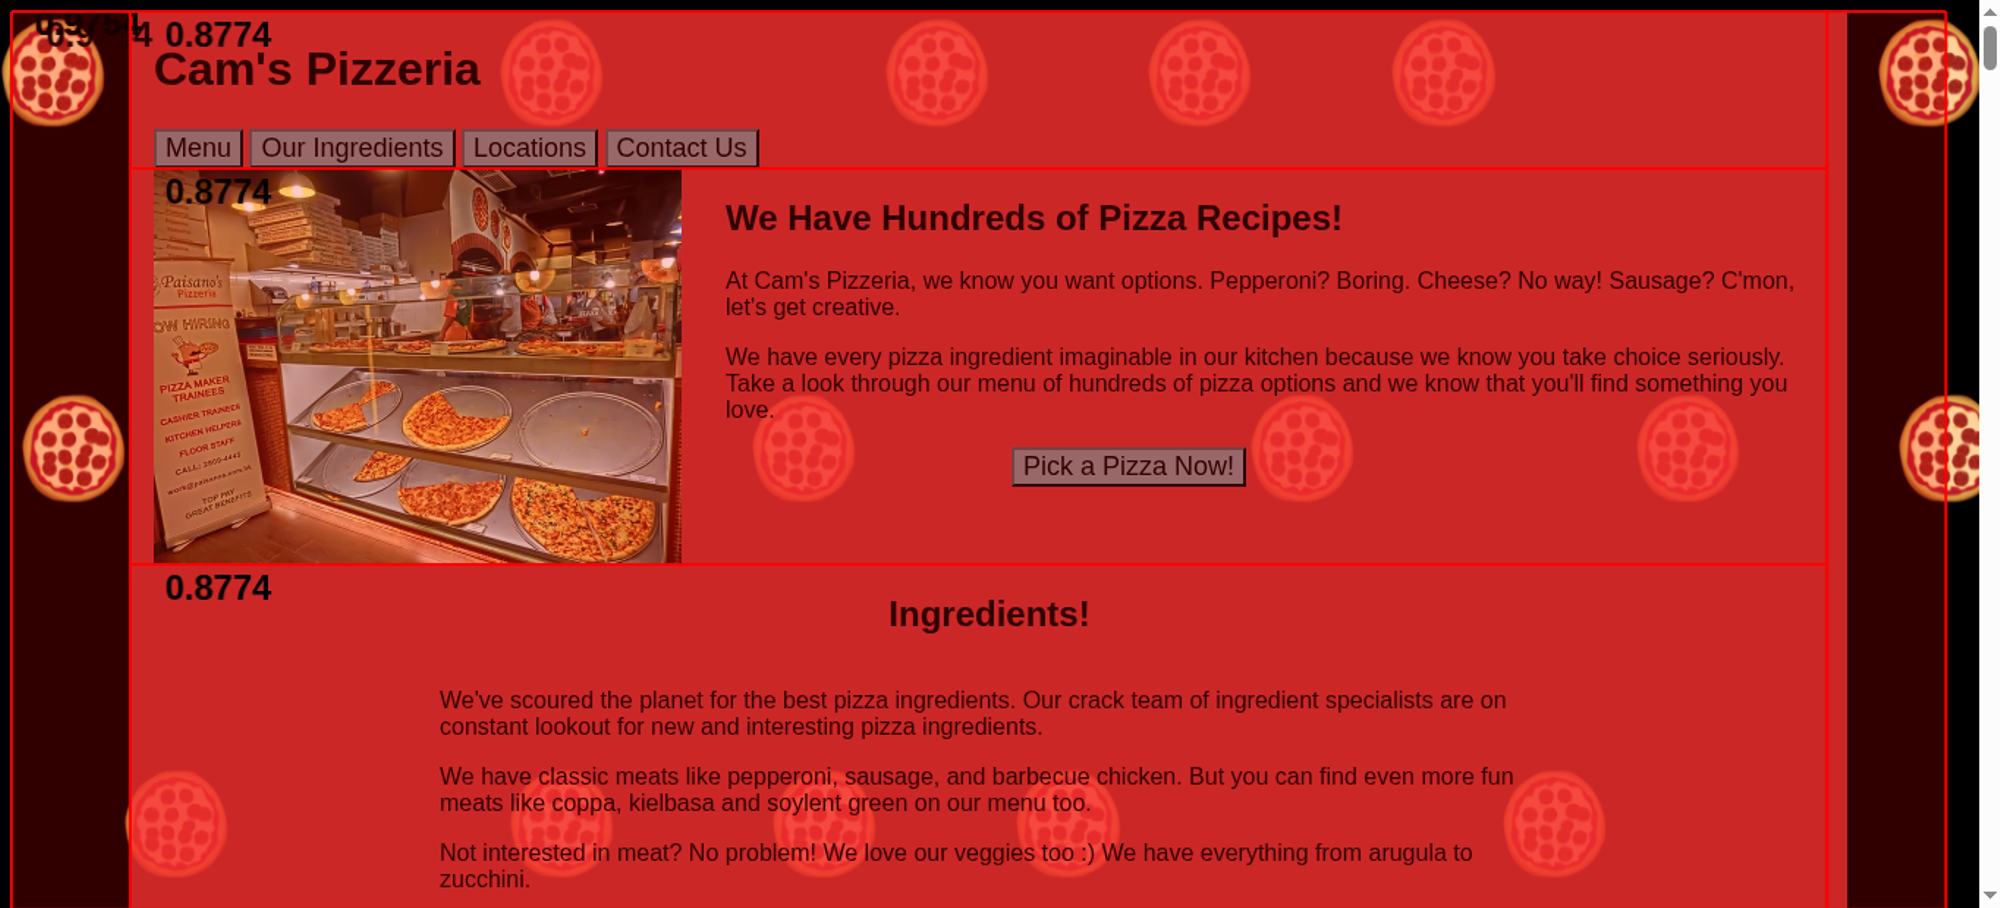 0.8774
Cam's Pizzeria
Menu Our Ingredients Locations Contact Us
0.8774
Paisano's
Pizzeria
OW HIRING
PIZZA MAKER
TRAINEES
CASHIER TRAINEES
KITCHEN HELPERS
FLOOR STAFF
CALL: 2800-4445
TOP PAY
GREAT BENEFITS
We Have Hundreds of Pizza Recipes!
At Cam's Pizzeria, we know you want options. Pepperoni? Boring. Cheese? No way! Sausage? C'mon,
let's get creative.
We have every pizza ingredient imaginable in our kitchen because we know you take choice seriously.
Take a look through our menu of hundreds of pizza options and we know that you'll find something you
love.
Pick a Pizza Now!
0.8774
Ingredients!
We've scoured the planet for the best pizza ingredients. Our crack team of ingredient specialists are on
constant lookout for new and interesting pizza ingredients.
We have classic meats like pepperoni, sausage, and barbecue chicken. But you can find even more fun
meats like coppa, kielbasa and soylent green on our menu too.
Not interested in meat? No problem! We love our veggies too :) We have everything from arugula to
zucchini.